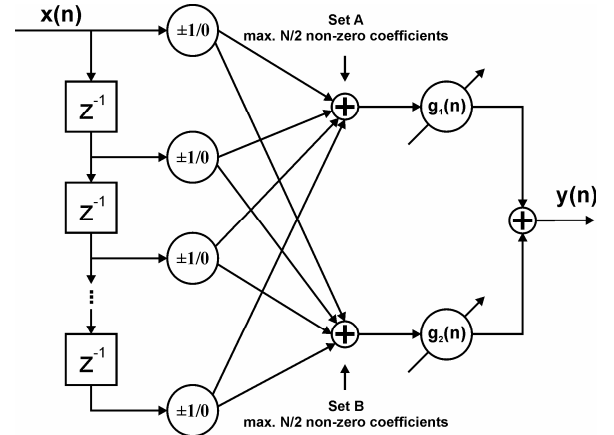 x(n)
±1/0
Set A
max. N/2 non-zero coefficients
z⁻¹
g₁(n)
±1/0
z⁻¹
y(n)
±1/0
z⁻¹
g₂(n)
±1/0
Set B
max. N/2 non-zero coefficients